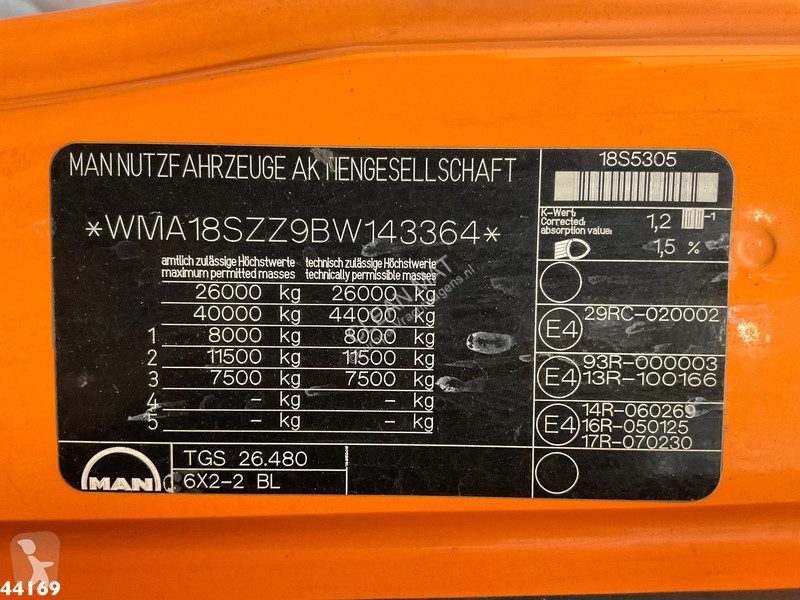 MAN NUTZFAHRZEUGE AKTIENGESELLSCHAFT
*WMA18SZZ9BW143364*
amtlich zulässige Höchstwerte technisch zulässige Höchstwerte
maximum permitted masses technically permissible masses
26000 kg 26000 kg
40000 kg 44000 kg
1 8000 kg 8000 kg
2 11500 kg 11500 kg
3 7500 kg 7500 kg
4 – kg – kg
5 – kg – kg
MAN
TGS 26.480
6X2-2 BL
18S5305
K-Wert:
Corrected
absorption value:
1,2 -1
1,5 %
E4 29RC-020002
E4 93R-000003
13R-100166
E4 14R-060269
16R-050125
17R-070230
44169